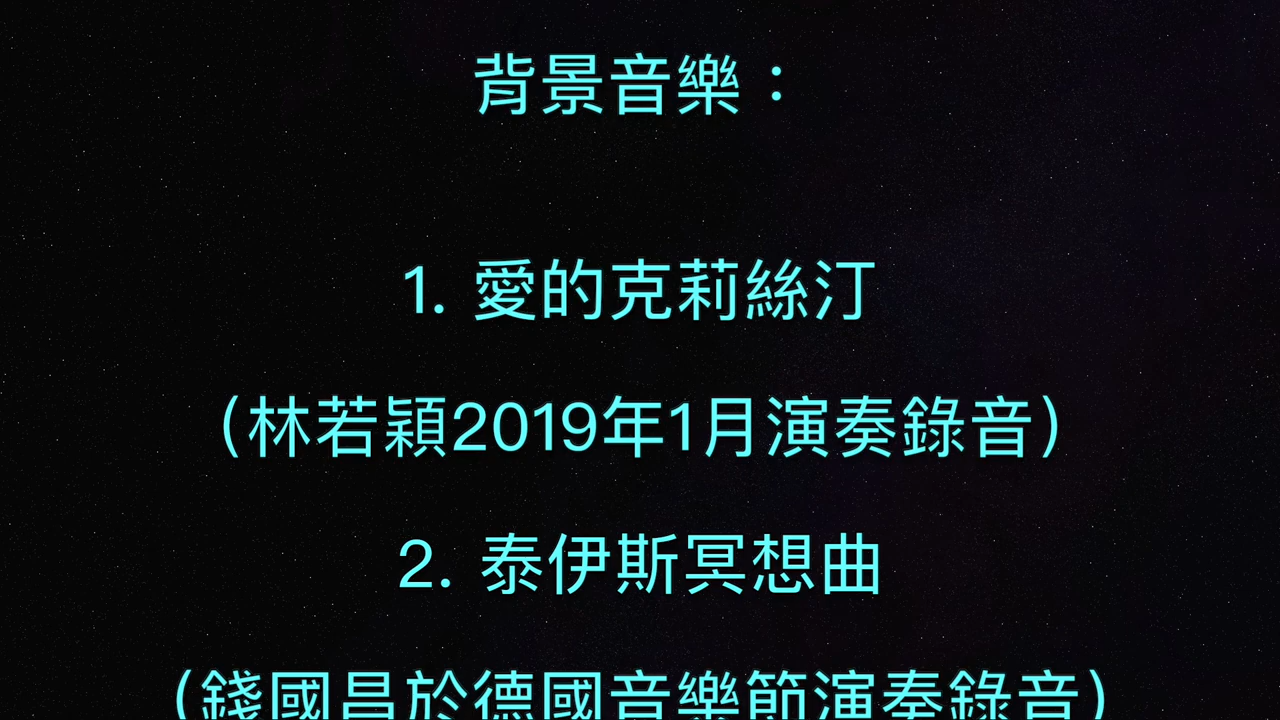 背景音樂：
1. 愛的克莉絲汀
（林若穎2019年1月演奏錄音）
2. 泰伊斯冥想曲
（錢國昌於德國音樂節演奏錄音）